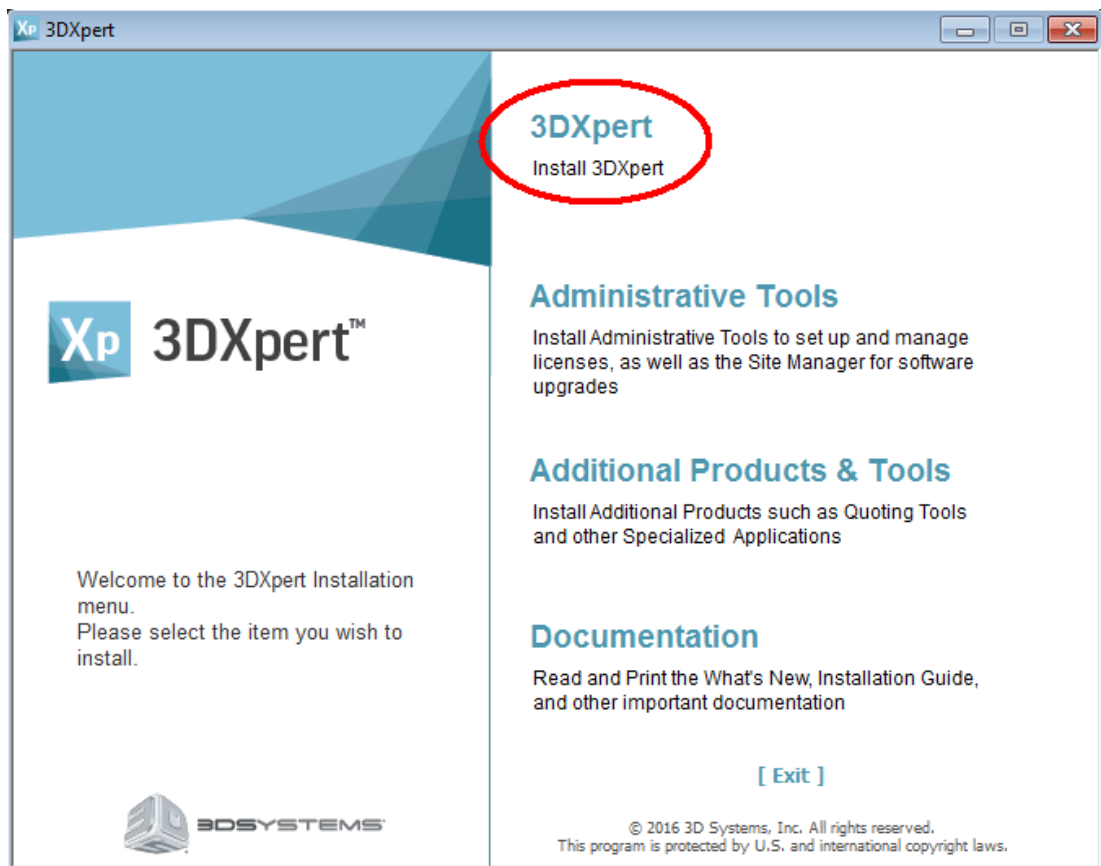 Xp 3DXpert
3DXpert
Install 3DXpert
Administrative Tools
Install Administrative Tools to set up and manage
licenses, as well as the Site Manager for software
upgrades
Xp 3DXpert™
Additional Products & Tools
Install Additional Products such as Quoting Tools
and other Specialized Applications
Welcome to the 3DXpert Installation
menu.
Please select the item you wish to
install.
Documentation
Read and Print the What's New, Installation Guide,
and other important documentation
[ Exit ]
3DSYSTEMS
© 2016 3D Systems, Inc. All rights reserved.
This program is protected by U.S. and international copyright laws.